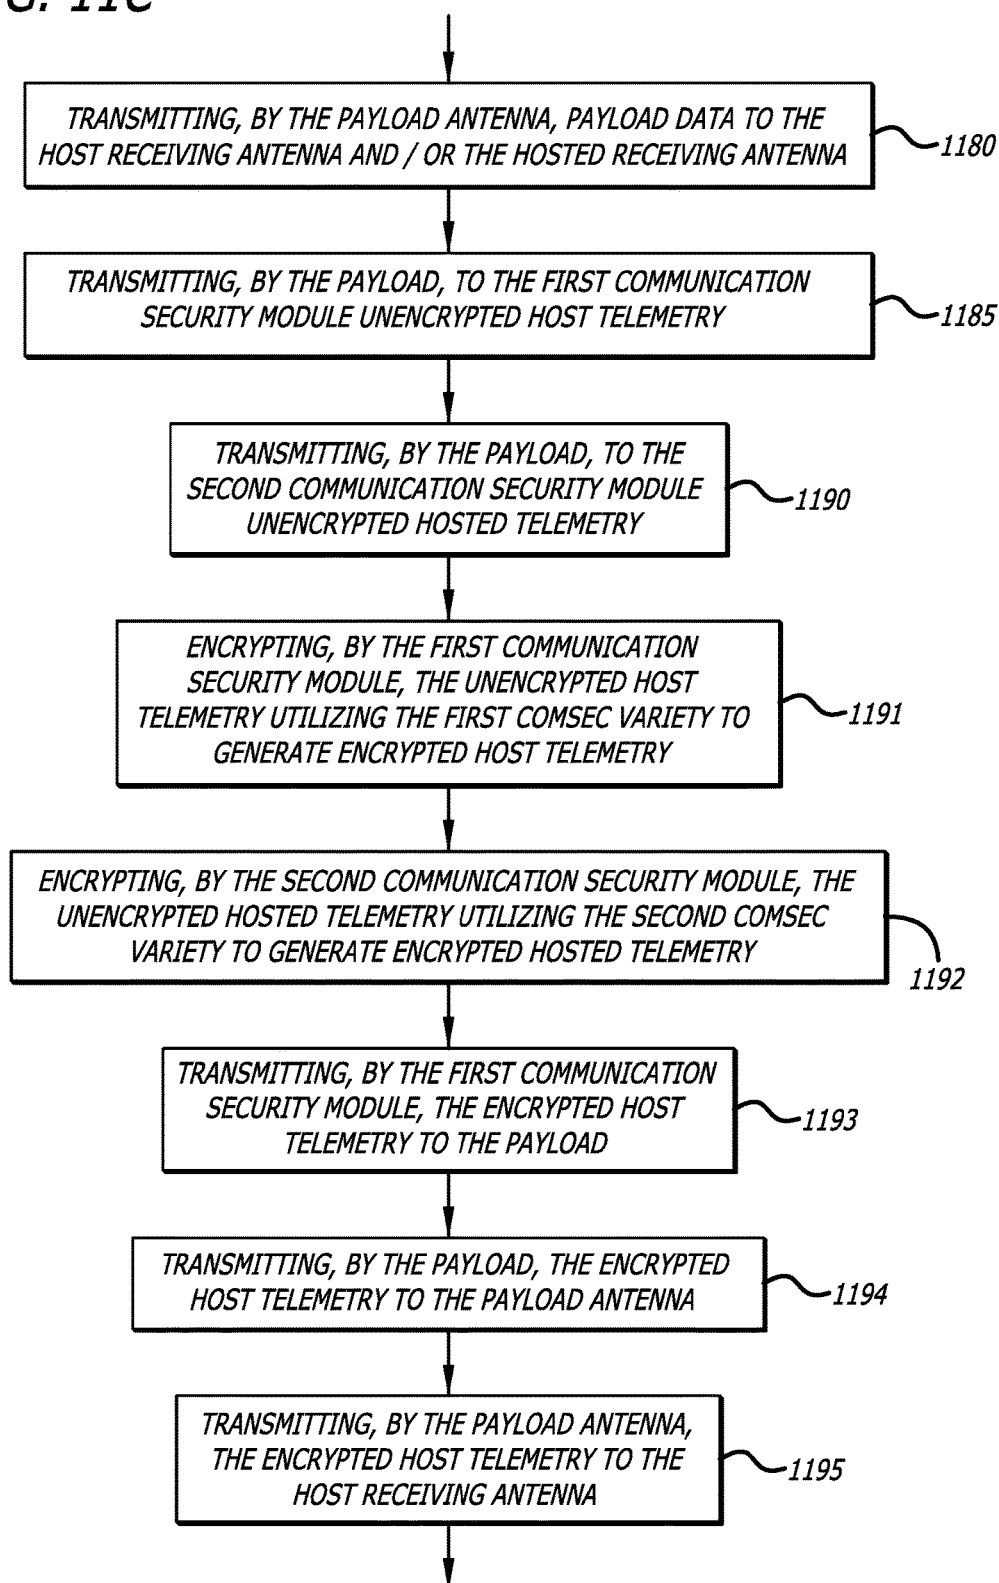 G. 11C
TRANSMITTING, BY THE PAYLOAD ANTENNA, PAYLOAD DATA TO THE
HOST RECEIVING ANTENNA AND / OR THE HOSTED RECEIVING ANTENNA
1180
TRANSMITTING, BY THE PAYLOAD, TO THE FIRST COMMUNICATION
SECURITY MODULE UNENCRYPTED HOST TELEMETRY
1185
TRANSMITTING, BY THE PAYLOAD, TO THE
SECOND COMMUNICATION SECURITY MODULE
UNENCRYPTED HOSTED TELEMETRY
1190
ENCRYPTING, BY THE FIRST COMMUNICATION
SECURITY MODULE, THE UNENCRYPTED HOST
TELEMETRY UTILIZING THE FIRST COMSEC VARIETY TO
GENERATE ENCRYPTED HOST TELEMETRY
1191
ENCRYPTING, BY THE SECOND COMMUNICATION SECURITY MODULE, THE
UNENCRYPTED HOSTED TELEMETRY UTILIZING THE SECOND COMSEC
VARIETY TO GENERATE ENCRYPTED HOSTED TELEMETRY
1192
TRANSMITTING, BY THE FIRST COMMUNICATION
SECURITY MODULE, THE ENCRYPTED HOST
TELEMETRY TO THE PAYLOAD
1193
TRANSMITTING, BY THE PAYLOAD, THE ENCRYPTED
HOST TELEMETRY TO THE PAYLOAD ANTENNA
1194
TRANSMITTING, BY THE PAYLOAD ANTENNA,
THE ENCRYPTED HOST TELEMETRY TO THE
HOST RECEIVING ANTENNA
1195